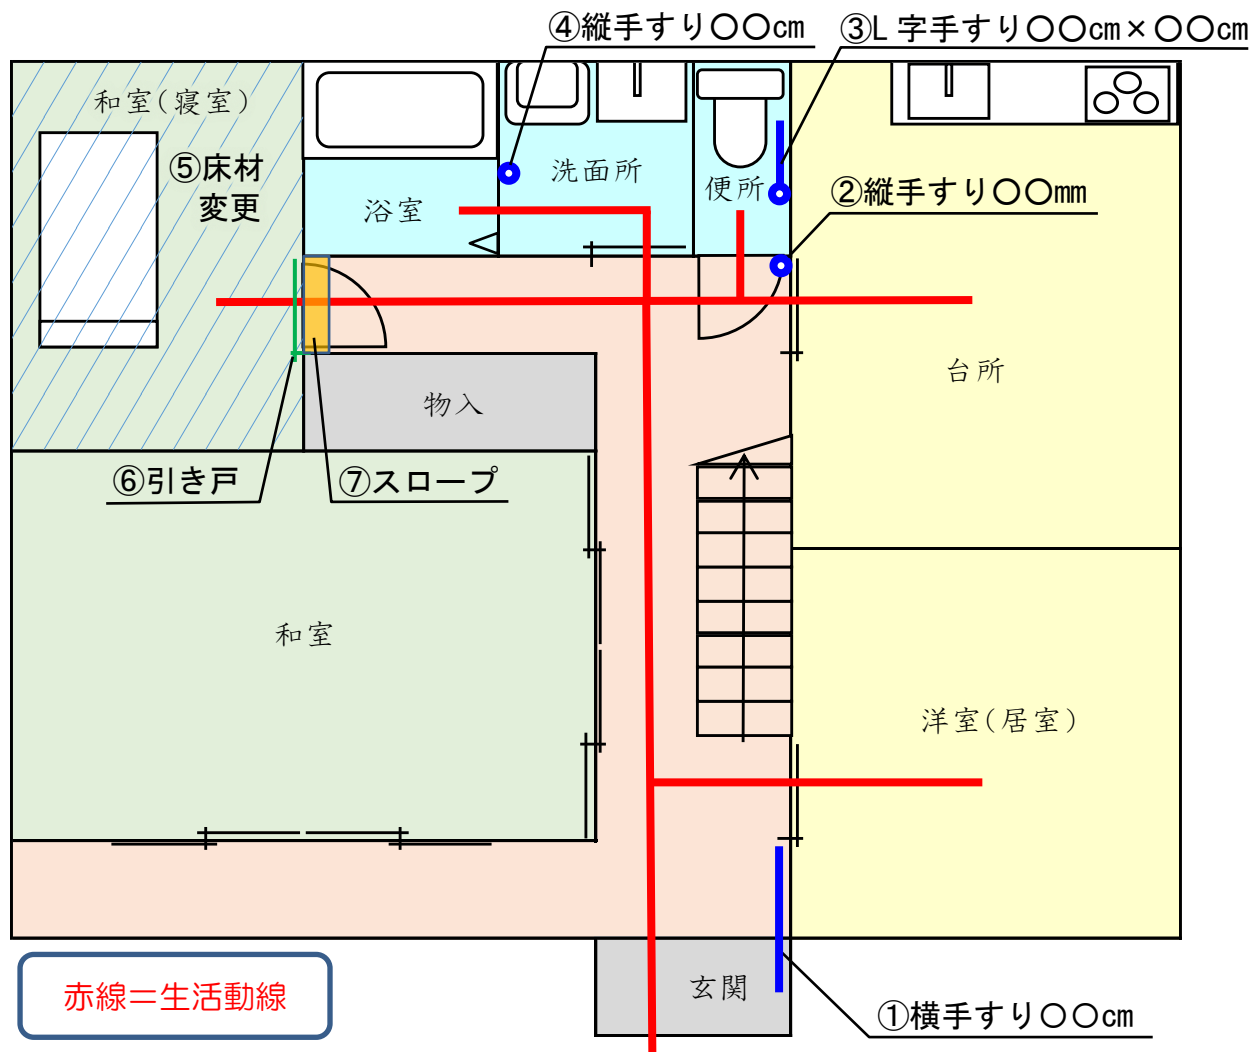 ④縦手すり〇〇cm
③L字手すり〇〇cm×〇〇cm
和室(寝室)
⑤床材
変更
浴室
洗面所
便所
②縦手すり〇〇mm
台所
物入
⑥引き戸
⑦スロープ
和室
洋室(居室)
玄関
赤線＝生活動線
①横手すり〇〇cm